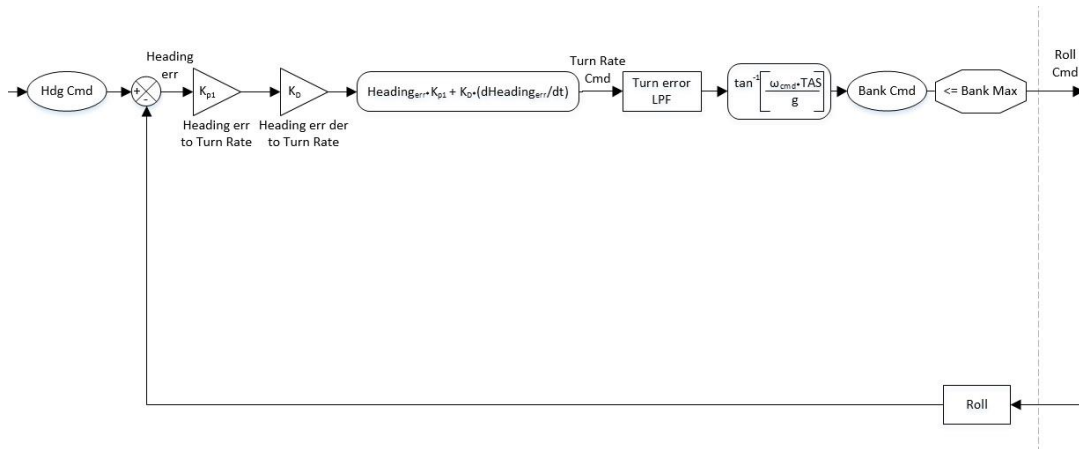 Hdg Cmd
+
-
Heading
err
Kp1
Heading err
to Turn Rate
KD
Heading err der
to Turn Rate
Headingerr•Kp1 + KD•(dHeadingerr/dt)
Turn Rate
Cmd
Turn error
LPF
tan-1[ωcmd•TAS
g]
Bank Cmd
<= Bank Max
Roll
Cmd
Roll